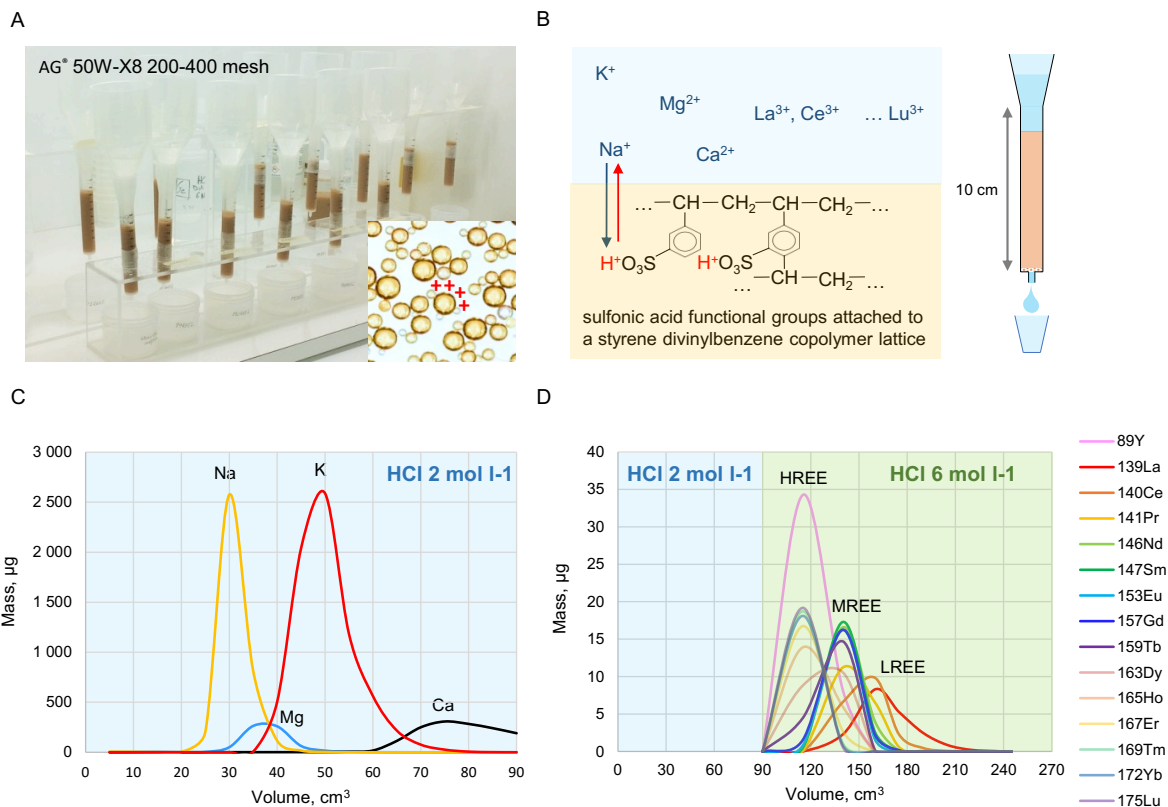 A
AG® 50W-X8 200-400 mesh
B
K⁺
Mg²⁺
La³⁺, Ce³⁺ ... Lu³⁺
Na⁺
Ca²⁺
...—CH—CH₂—CH—CH₂—...
H⁺O₃S
H⁺O₃S
...—CH—CH₂—...
sulfonic acid functional groups attached to
a styrene divinylbenzene copolymer lattice
10 cm
C
HCl 2 mol l-1
Na
K
Mg
Ca
Mass, µg
3 000
2 500
2 000
1 500
1 000
500
0
0 10 20 30 40 50 60 70 80 90
Volume, cm³
D
HCl 2 mol l-1
HCl 6 mol l-1
HREE
MREE
LREE
Mass, µg
40
35
30
25
20
15
10
5
0
0 30 60 90 120 150 180 210 240 270
Volume, cm³
89Y
139La
140Ce
141Pr
146Nd
147Sm
153Eu
157Gd
159Tb
163Dy
165Ho
167Er
169Tm
172Yb
175Lu